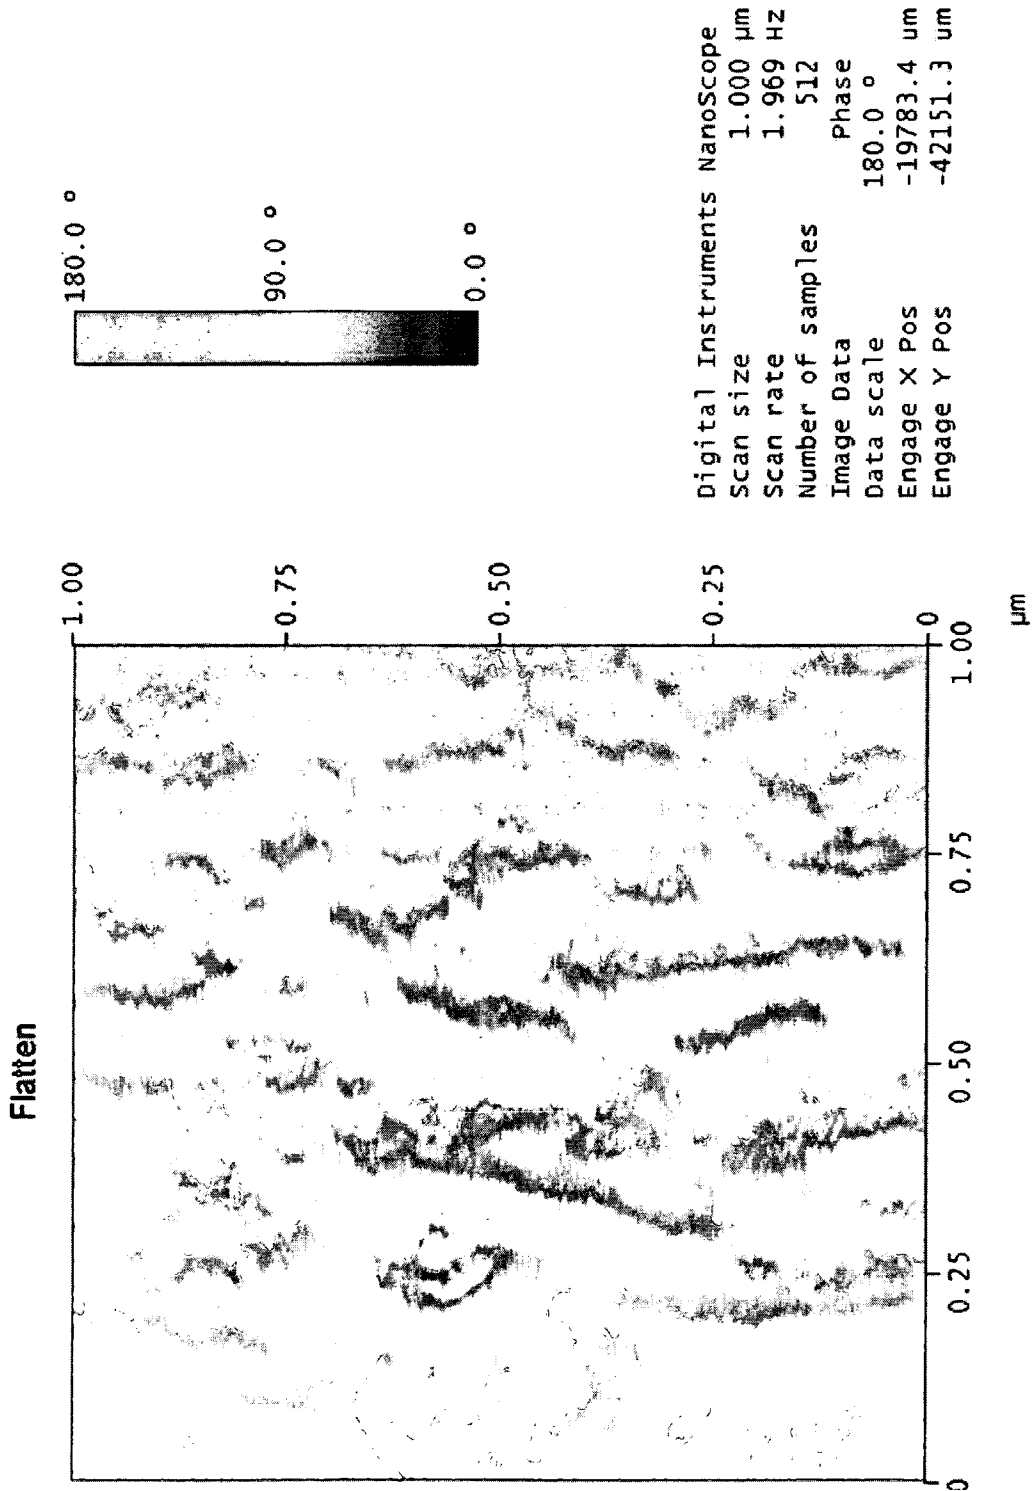 Flatten
180.0 °
90.0 °
0.0 °
1.00
0.75
0.50
0.25
0
0
0.25
0.50
0.75
1.00
µm
Digital Instruments NanoScope
Scan size 1.000 µm
Scan rate 1.969 Hz
Number of samples 512
Image Data Phase
Data scale 180.0 °
Engage X Pos -19783.4 um
Engage Y Pos -42151.3 um